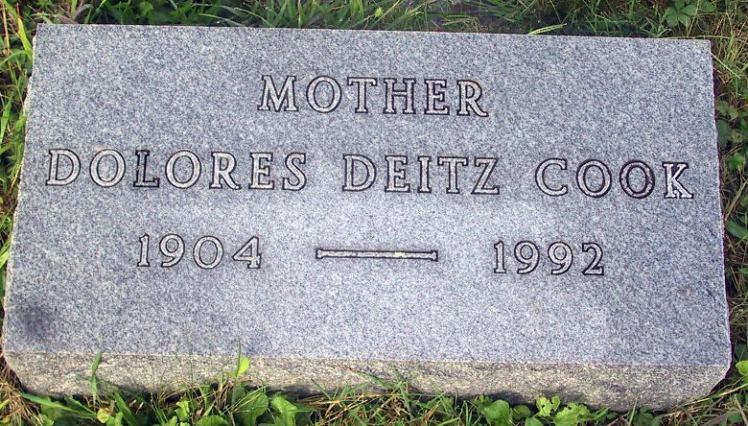 MOTHER
DOLORES DEITZ COOK
1904 — 1992